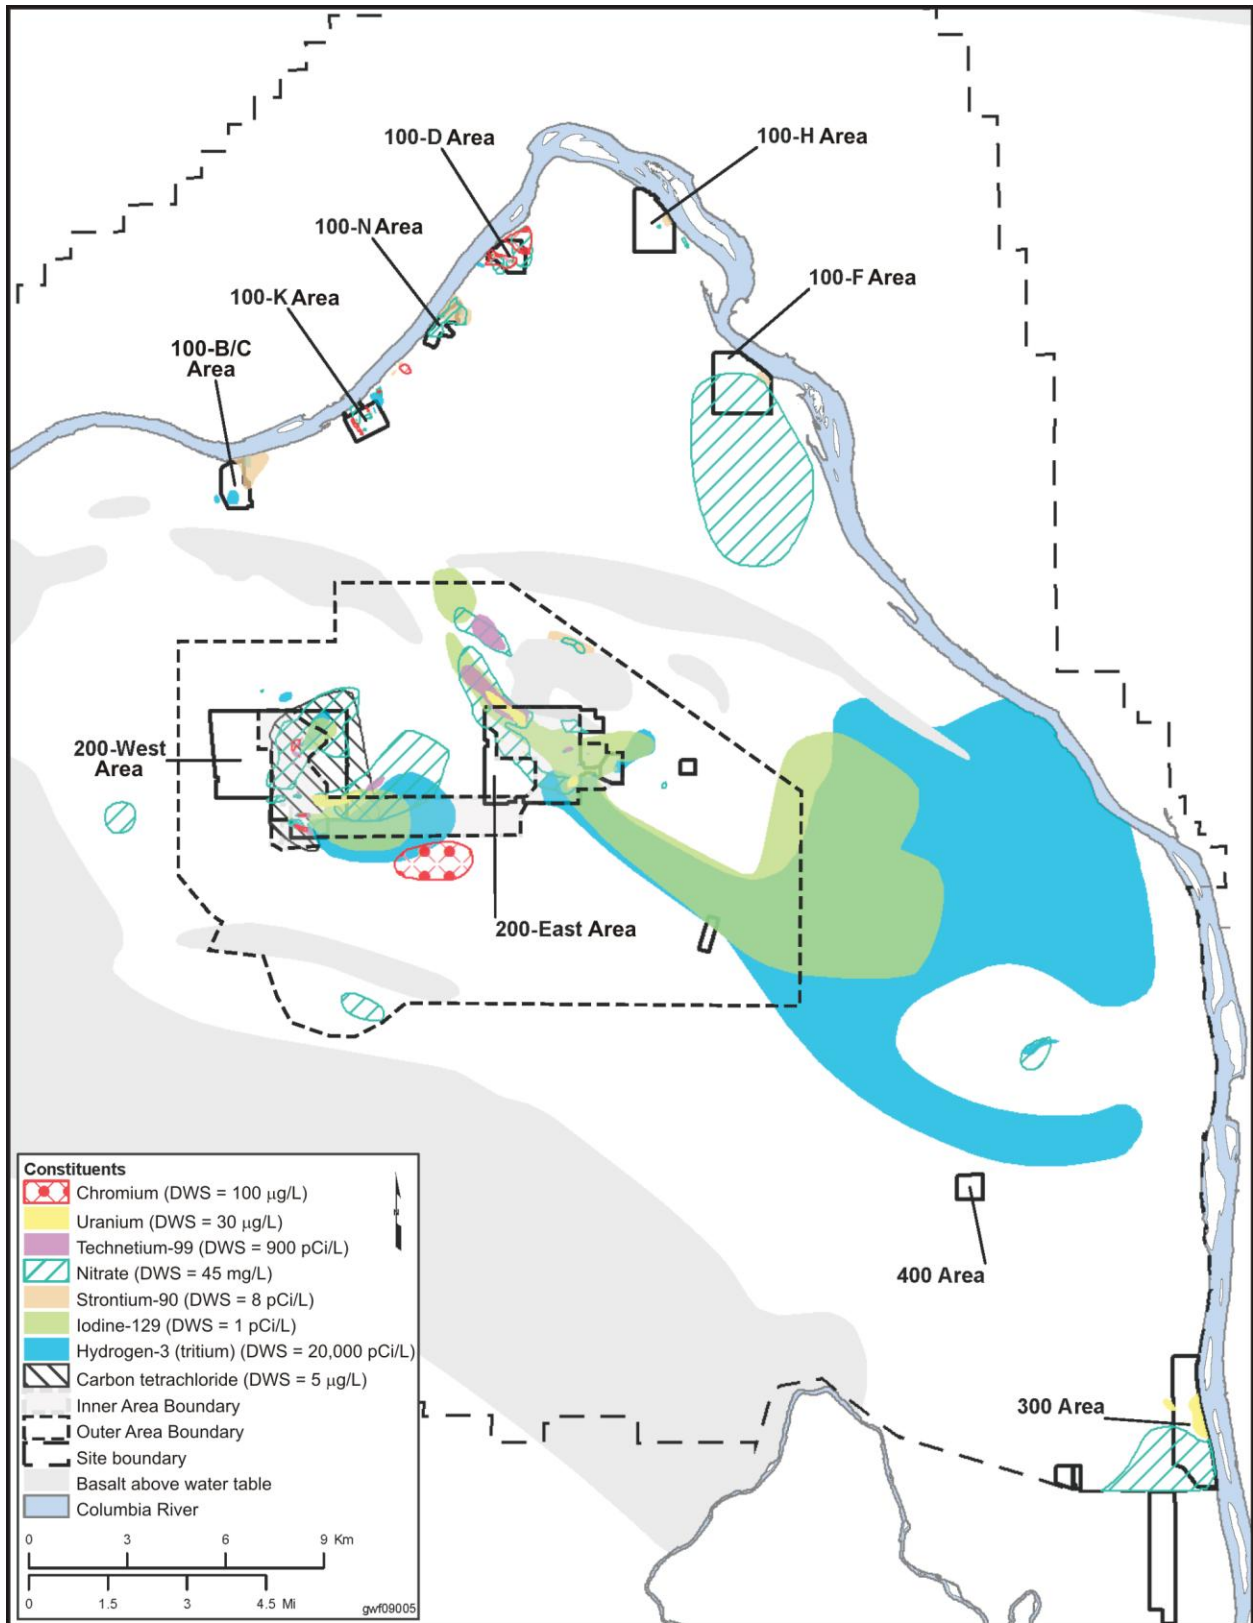 100-D Area
100-H Area
100-N Area
100-F Area
100-K Area
100-B/C
Area
200-West
Area
200-East Area
400 Area
300 Area
Constituents
Chromium (DWS = 100 µg/L)
Uranium (DWS = 30 µg/L)
Technetium-99 (DWS = 900 pCi/L)
Nitrate (DWS = 45 mg/L)
Strontium-90 (DWS = 8 pCi/L)
Iodine-129 (DWS = 1 pCi/L)
Hydrogen-3 (tritium) (DWS = 20,000 pCi/L)
Carbon tetrachloride (DWS = 5 µg/L)
Inner Area Boundary
Outer Area Boundary
Site boundary
Basalt above water table
Columbia River
0 3 6 9 Km
0 1.5 3 4.5 Mi
gwf09005